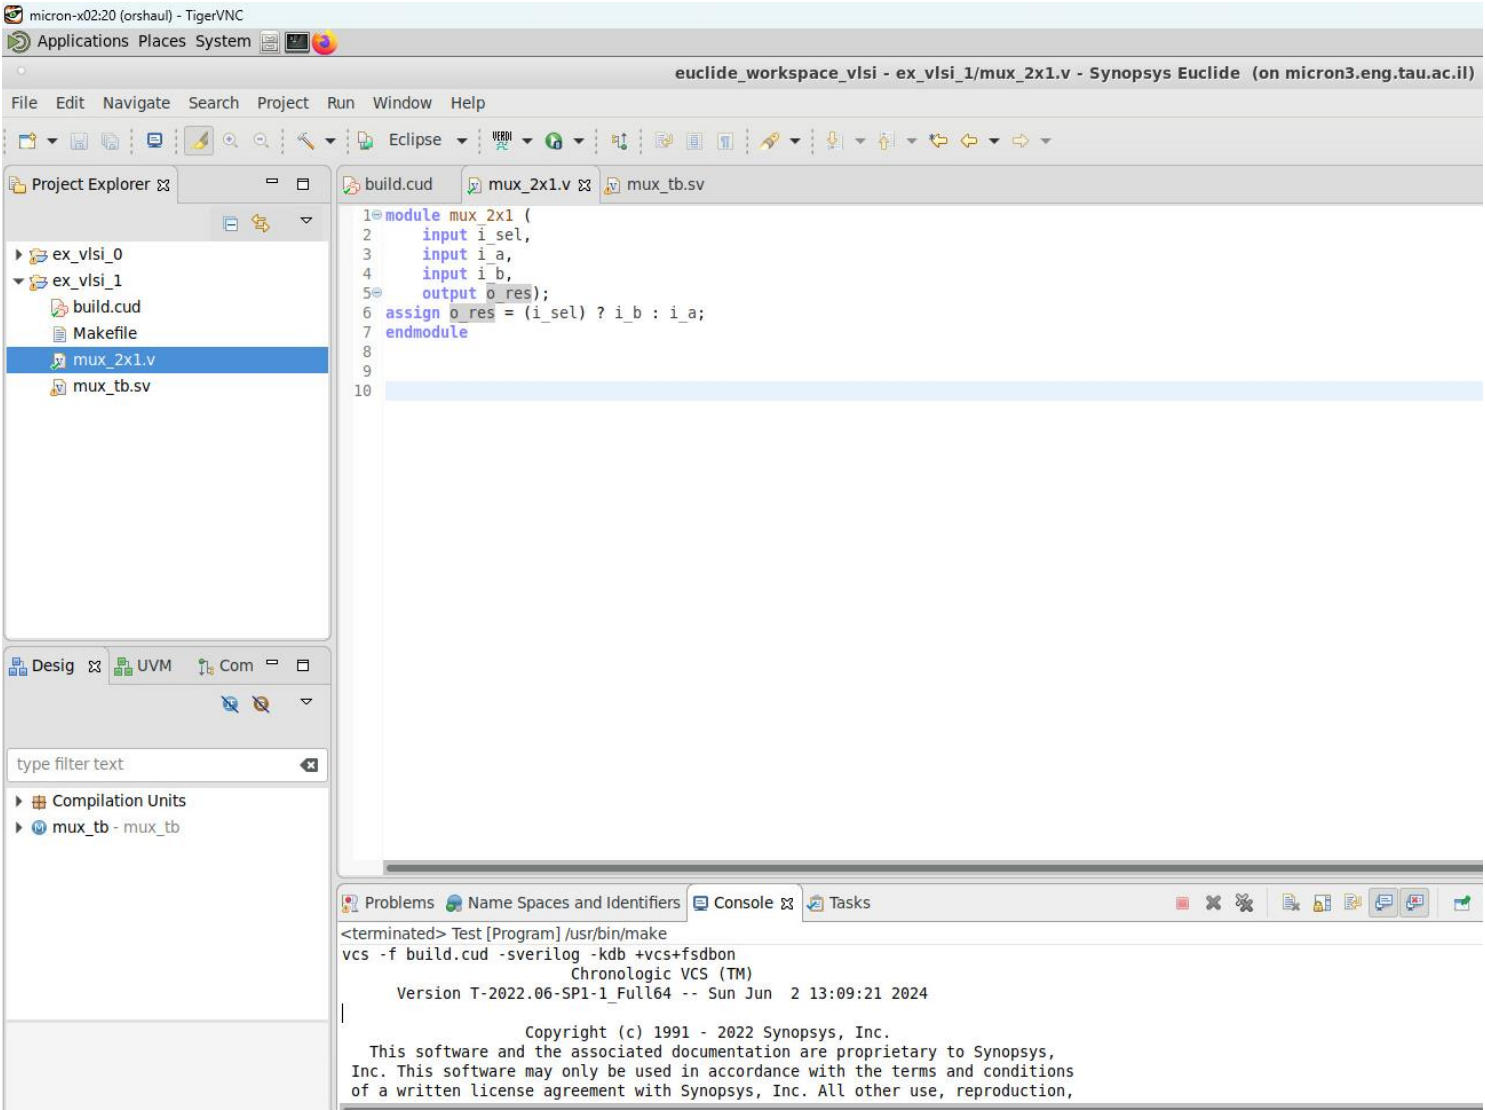 micron-x02:20 (orshaul) - TigerVNC
Applications Places System
euclide_workspace_vlsi - ex_vlsi_1/mux_2x1.v - Synopsys Euclide (on micron3.eng.tau.ac.il)
File Edit Navigate Search Project Run Window Help
Eclipse VERDI
Project Explorer
ex_vlsi_0
ex_vlsi_1
build.cud
Makefile
mux_2x1.v
mux_tb.sv
build.cud mux_2x1.v mux_tb.sv
1 module mux_2x1 (
2 input i_sel,
3 input i_a,
4 input i_b,
5 output o_res);
6 assign o_res = (i_sel) ? i_b : i_a;
7 endmodule
8
9
10
Desig UVM Com
type filter text
Compilation Units
mux_tb - mux_tb
Problems Name Spaces and Identifiers Console Tasks
<terminated> Test [Program] /usr/bin/make
vcs -f build.cud -sverilog -kdb +vcs+fsdbon
Chronologic VCS (TM)
Version T-2022.06-SP1-1_Full64 -- Sun Jun 2 13:09:21 2024
Copyright (c) 1991 - 2022 Synopsys, Inc.
This software and the associated documentation are proprietary to Synopsys,
Inc. This software may only be used in accordance with the terms and conditions
of a written license agreement with Synopsys, Inc. All other use, reproduction,